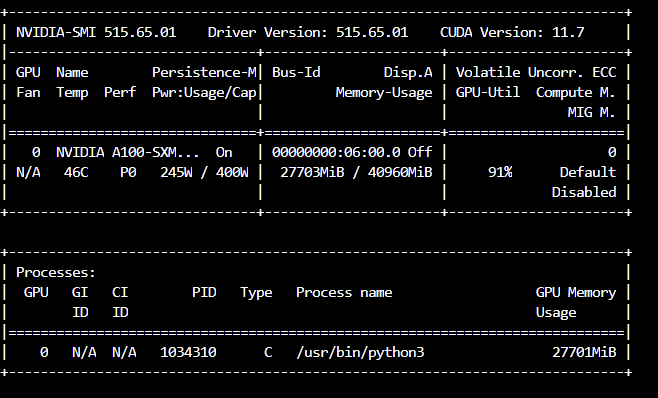 +-----------------------------------------------------------------------------+
| NVIDIA-SMI 515.65.01    Driver Version: 515.65.01    CUDA Version: 11.7     |
|-------------------------------+----------------------+----------------------+
| GPU  Name        Persistence-M| Bus-Id        Disp.A | Volatile Uncorr. ECC |
| Fan  Temp  Perf  Pwr:Usage/Cap|         Memory-Usage | GPU-Util  Compute M. |
|                               |                      |               MIG M. |
|===============================+======================+======================|
|   0  NVIDIA A100-SXM...  On   | 00000000:06:00.0 Off |                    0 |
| N/A   46C    P0   245W / 400W |  27703MiB / 40960MiB |     91%      Default |
|                               |                      |             Disabled |
+-------------------------------+----------------------+----------------------+

+-----------------------------------------------------------------------------+
| Processes:                                                                  |
|  GPU   GI   CI        PID   Type   Process name                  GPU Memory |
|        ID   ID                                                   Usage      |
|=============================================================================|
|    0   N/A  N/A   1034310      C   /usr/bin/python3                27701MiB |
+-----------------------------------------------------------------------------+